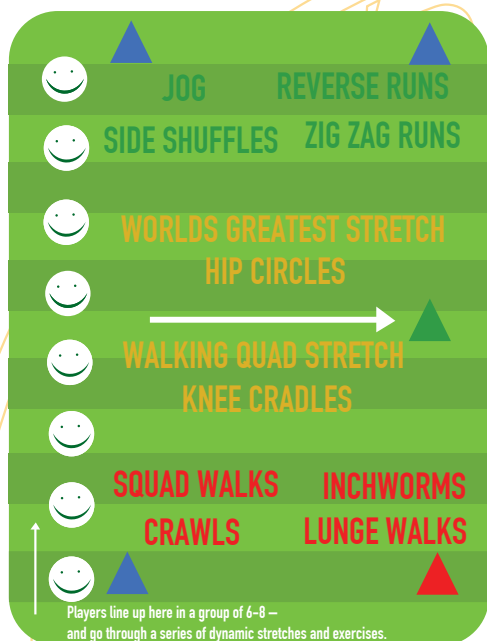 JOG REVERSE RUNS
SIDE SHUFFLES ZIG ZAG RUNS
WORLDS GREATEST STRETCH
HIP CIRCLES
WALKING QUAD STRETCH
KNEE CRADLES
SQUAD WALKS INCHWORMS
CRAWLS LUNGE WALKS
Players line up here in a group of 6-8 –
and go through a series of dynamic stretches and exercises.